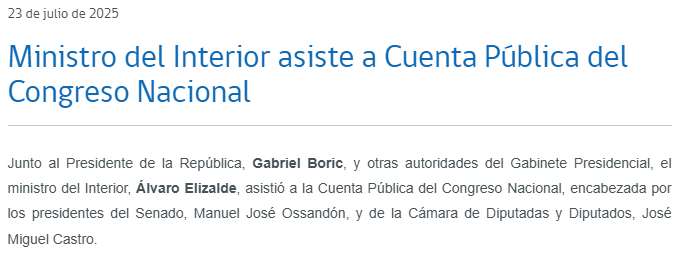 23 de julio de 2025
Ministro del Interior asiste a Cuenta Pública del
Congreso Nacional
Junto al Presidente de la República, Gabriel Boric, y otras autoridades del Gabinete Presidencial, el
ministro del Interior, Álvaro Elizalde, asistió a la Cuenta Pública del Congreso Nacional, encabezada por
los presidentes del Senado, Manuel José Ossandón, y de la Cámara de Diputadas y Diputados, José
Miguel Castro.